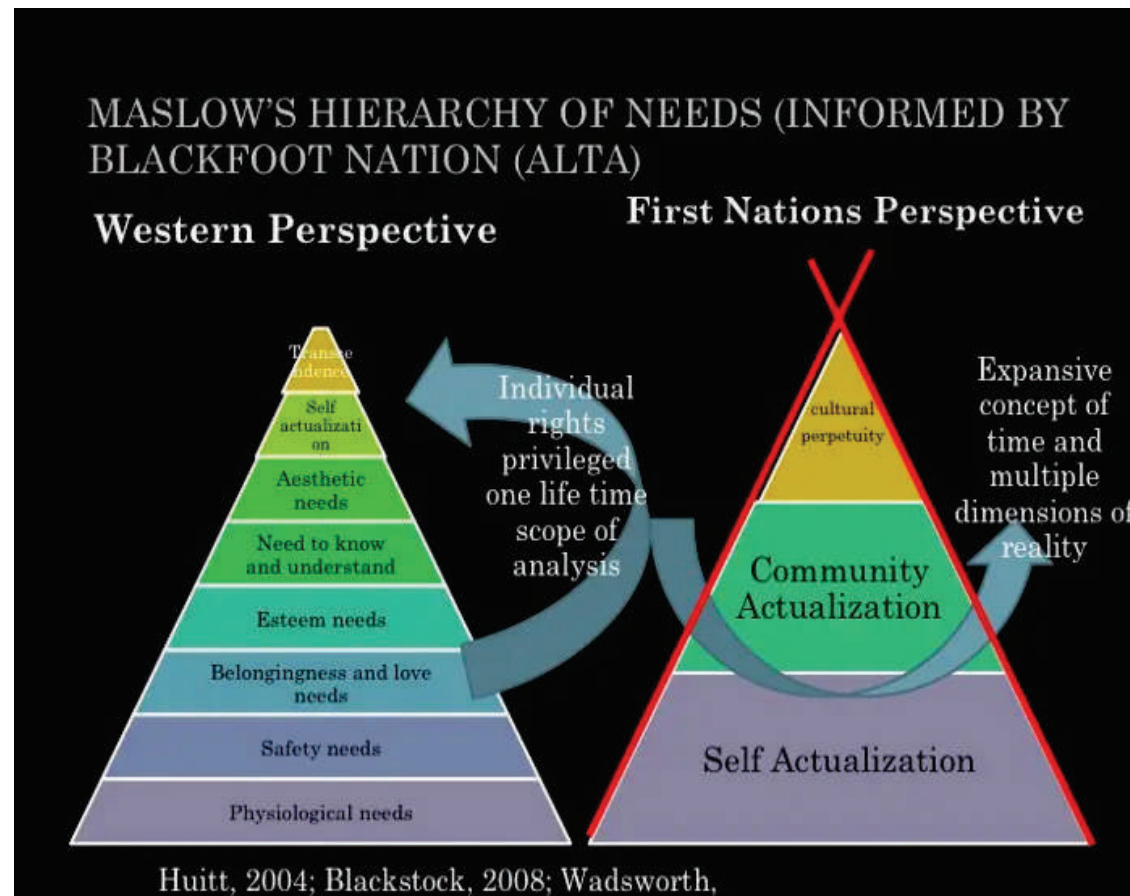 MASLOW'S HIERARCHY OF NEEDS (INFORMED BY
BLACKFOOT NATION (ALTA)
Western Perspective
First Nations Perspective
Transce
ndence
Self
actualizati
on
Aesthetic
needs
Need to know
and understand
Esteem needs
Belongingness and love
needs
Safety needs
Physiological needs
Individual
rights
privileged
one life time
scope of
analysis
cultural
perpetuity
Community
Actualization
Self Actualization
Expansive
concept of
time and
multiple
dimensions of
reality
Huitt, 2004; Blackstock, 2008; Wadsworth,